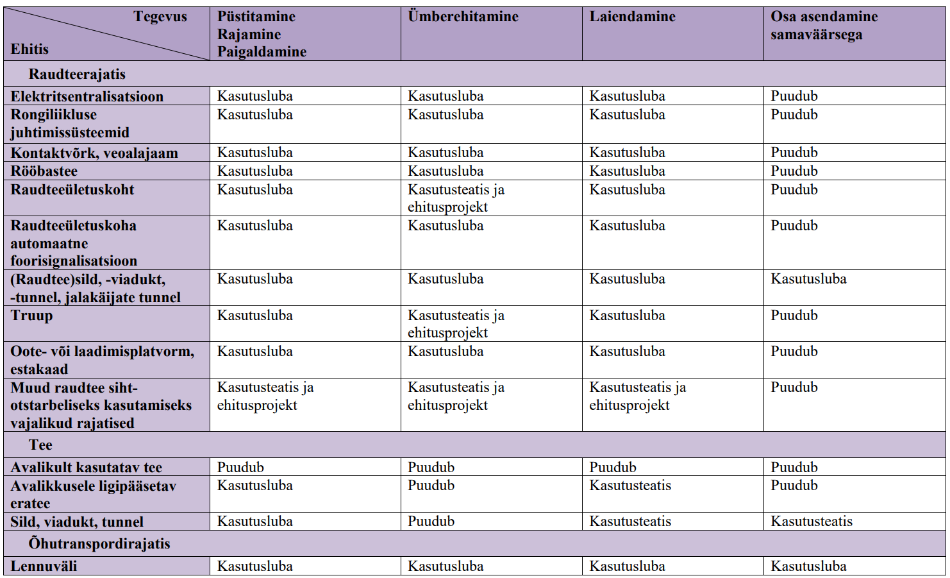 Tegevus
Ehitis
Püstitamine
Rajamine
Paigaldamine
Ümberehitamine
Laiendamine
Osa asendamine
samaväärsega
Raudteerajatis
Elektritsentralisatsioon
Kasutusluba
Kasutusluba
Kasutusluba
Puudub
Rongiliikluse
juhtimissüsteemid
Kasutusluba
Kasutusluba
Kasutusluba
Puudub
Kontaktvõrk, veoalajaam
Kasutusluba
Kasutusluba
Kasutusluba
Puudub
Rööbastee
Kasutusluba
Kasutusluba
Kasutusluba
Puudub
Raudteeületuskoht
Kasutusluba
Kasutusteatis ja
ehitusprojekt
Kasutusluba
Puudub
Raudteeületuskoha
automaatne
foorisignalisatsioon
Kasutusluba
Kasutusluba
Kasutusluba
Puudub
(Raudtee)sild, -viadukt,
-tunnel, jalakäijate tunnel
Kasutusluba
Kasutusluba
Kasutusluba
Kasutusluba
Truup
Kasutusluba
Kasutusteatis ja
ehitusprojekt
Kasutusluba
Puudub
Oote- või laadimisplatvorm,
estakaad
Kasutusluba
Kasutusluba
Kasutusluba
Puudub
Muud raudtee siht-
otstarbeliseks kasutamiseks
vajalikud rajatised
Kasutusteatis ja
ehitusprojekt
Kasutusteatis ja
ehitusprojekt
Kasutusteatis ja
ehitusprojekt
Puudub
Tee
Avalikult kasutatav tee
Puudub
Puudub
Puudub
Puudub
Avalikkusele ligipääsetav
eratee
Kasutusluba
Puudub
Kasutusteatis
Puudub
Sild, viadukt, tunnel
Kasutusluba
Puudub
Kasutusteatis
Kasutusteatis
Õhutranspordirajatis
Lennuväli
Kasutusluba
Kasutusluba
Kasutusluba
Kasutusluba